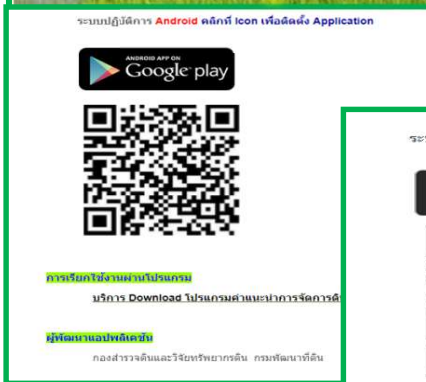 ระบบปฏิบัติการ Android คลิกที่ Icon เพื่อติดตั้ง Application
ANDROID APP ON
Google play
การเรียกใช้งานผ่านโปรแกรม
บริการ Download โปรแกรมคำแนะนำการจัดการดิ
ผู้พัฒนาแอปพลิเคชัน
กองสำรวจดินและวิจัยทรัพยากรดิน กรมพัฒนาที่ดิน